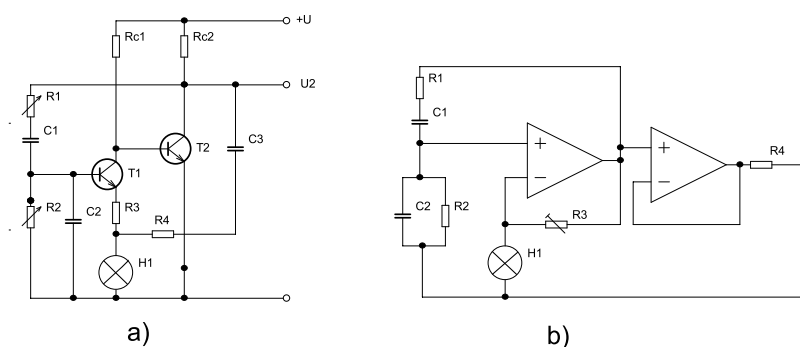 +U
Rc1
Rc2
U2
R1
C1
T1
T2
C3
R2
C2
R3
R4
H1
a)
R1
C1
+
−
+
−
R4
C2
R2
R3
H1
b)